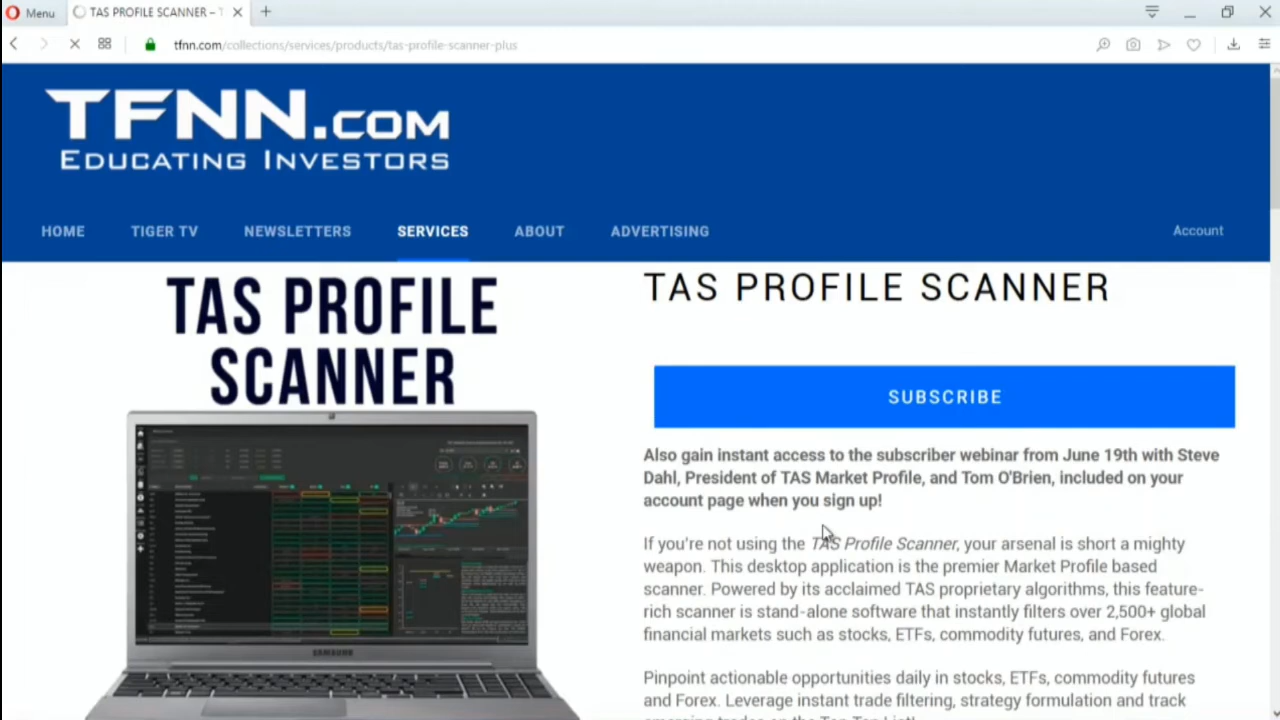 Menu
TAS PROFILE SCANNER – T
tfnn.com/collections/services/products/tas-profile-scanner-plus
TFNN.COM
EDUCATING INVESTORS
HOME TIGER TV NEWSLETTERS SERVICES ABOUT ADVERTISING Account
TAS PROFILE
SCANNER
SAMSUNG
TAS PROFILE SCANNER
SUBSCRIBE
Also gain instant access to the subscriber webinar from June 19th with Steve
Dahl, President of TAS Market Profile, and Tom O'Brien, included on your
account page when you sign up!
If you're not using the TAS Profile Scanner, your arsenal is short a mighty
weapon. This desktop application is the premier Market Profile based
scanner. Powered by its acclaimed TAS proprietary algorithms, this feature-
rich scanner is stand-alone software that instantly filters over 2,500+ global
financial markets such as stocks, ETFs, commodity futures, and Forex.
Pinpoint actionable opportunities daily in stocks, ETFs, commodity futures
and Forex. Leverage instant trade filtering, strategy formulation and track